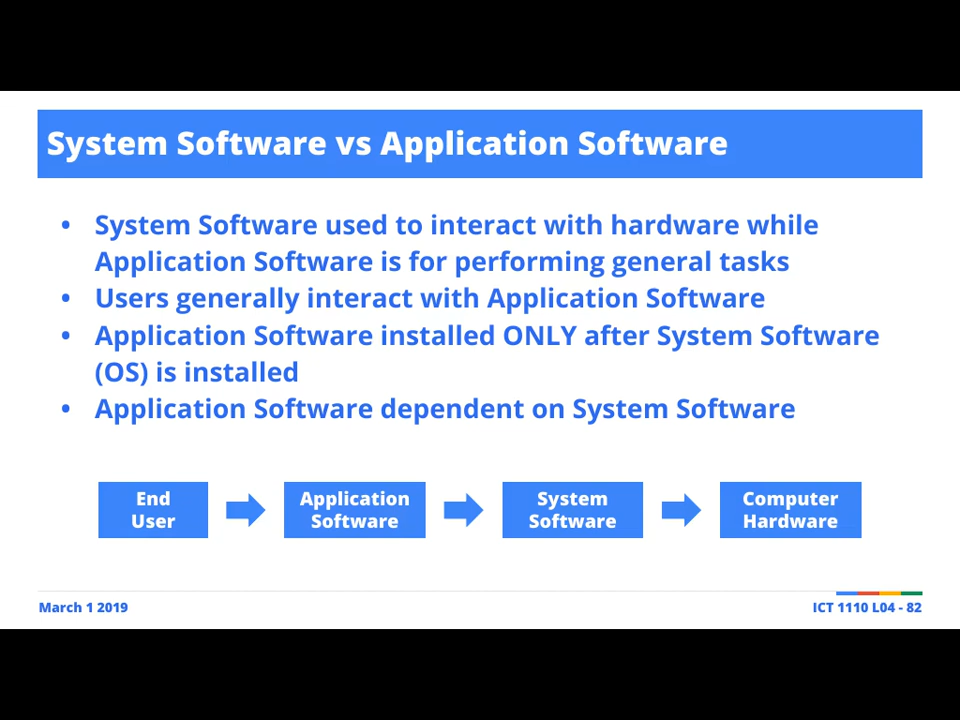 System Software vs Application Software
• System Software used to interact with hardware while
Application Software is for performing general tasks
• Users generally interact with Application Software
• Application Software installed ONLY after System Software
(OS) is installed
• Application Software dependent on System Software
End
User
Application
Software
System
Software
Computer
Hardware
March 1 2019
ICT 1110 L04 - 82